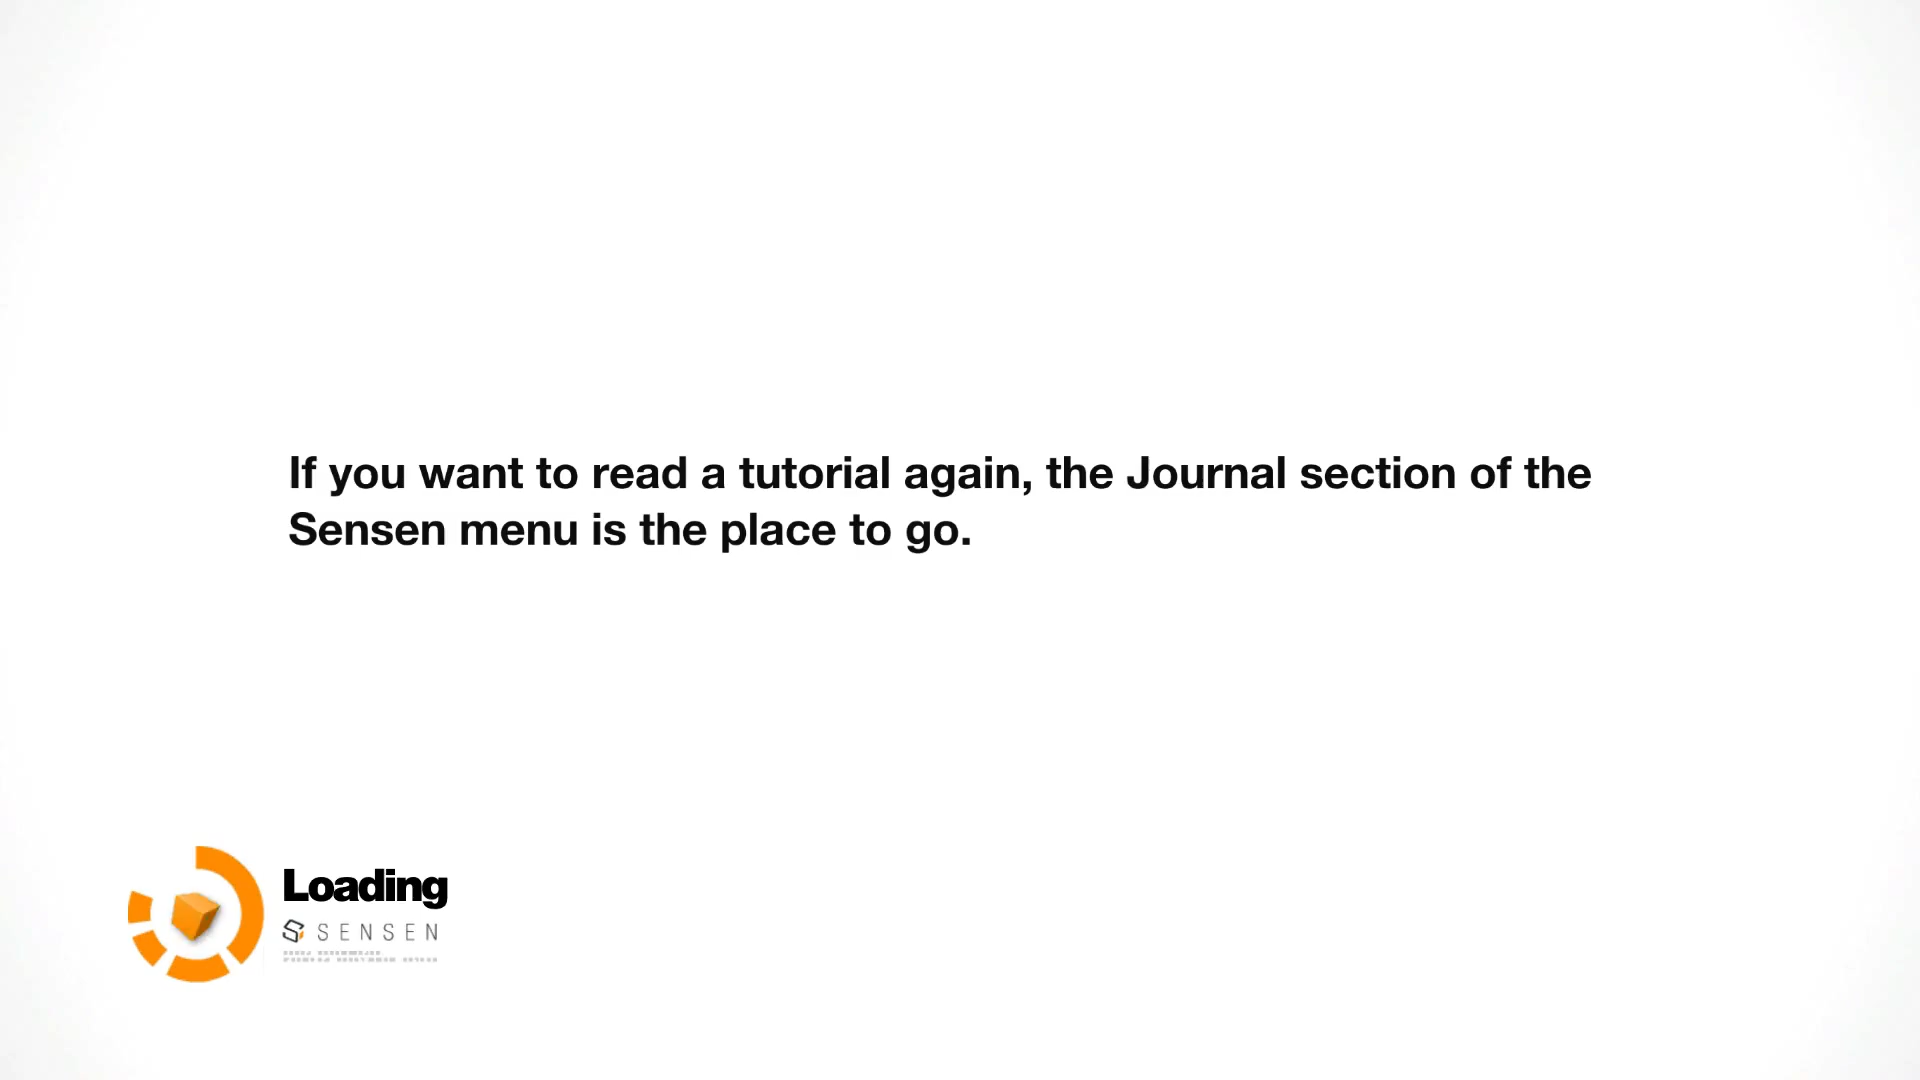 If you want to read a tutorial again, the Journal section of the
Sensen menu is the place to go.
Loading
SENSEN